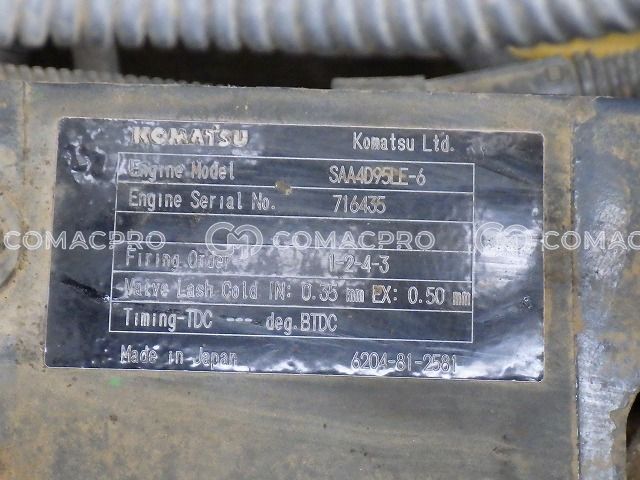 KOMATSU Komatsu Ltd.
Engine Model SAA4D95LE-6
Engine Serial No. 716435
COMACPRO COMACPRO
Firing Order 1-2-4-3
Valve Lash Cold IN: 0.35 mm EX: 0.50 mm
Timing-TDC --- deg.BTDC
Made in Japan 6204-81-2581